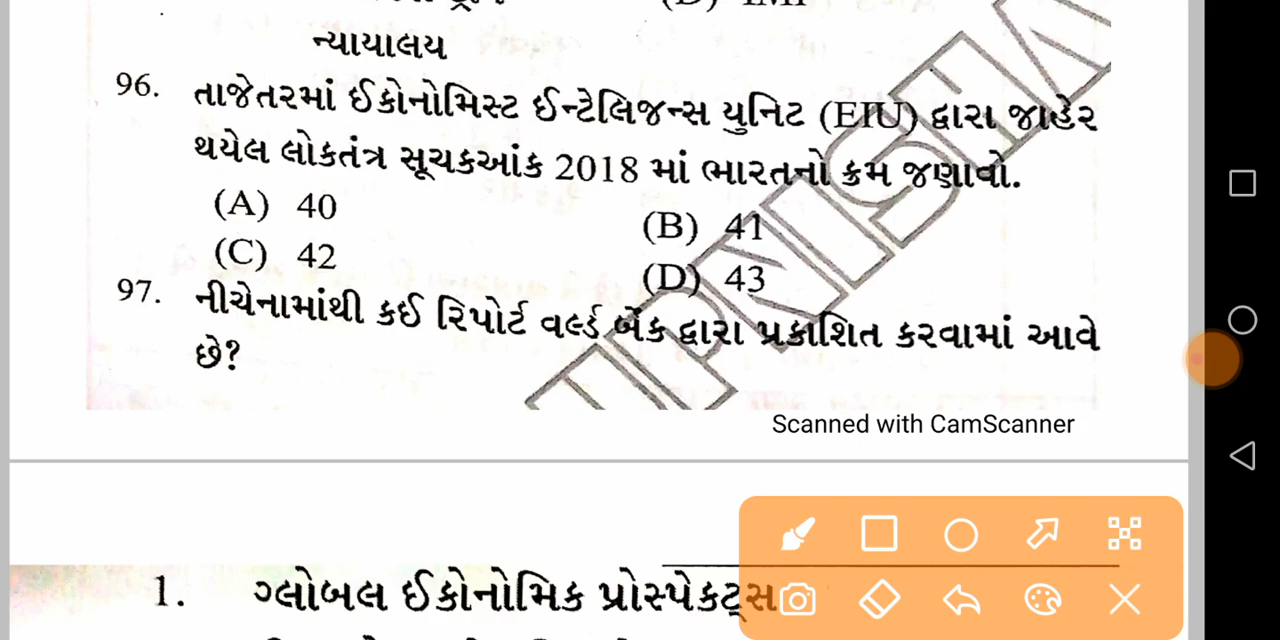 ન્યાયાલય
96. તાજેતરમાં ઈકોનોમિસ્ટ ઈન્ટેલિજન્સ યુનિટ (EIU) દ્વારા જાહેર
થયેલ લોકતંત્ર સૂચકઆંક 2018 માં ભારતનો ક્રમ જણાવો.
(A) 40 (B) 41
(C) 42 (D) 43
97. નીચેનામાંથી કઈ રિપોર્ટ વર્લ્ડ બેંક દ્વારા પ્રકાશિત કરવામાં આવે
છે?
Scanned with CamScanner
1. ગ્લોબલ ઈકોનોમિક પ્રોસ્પેકટ્સ